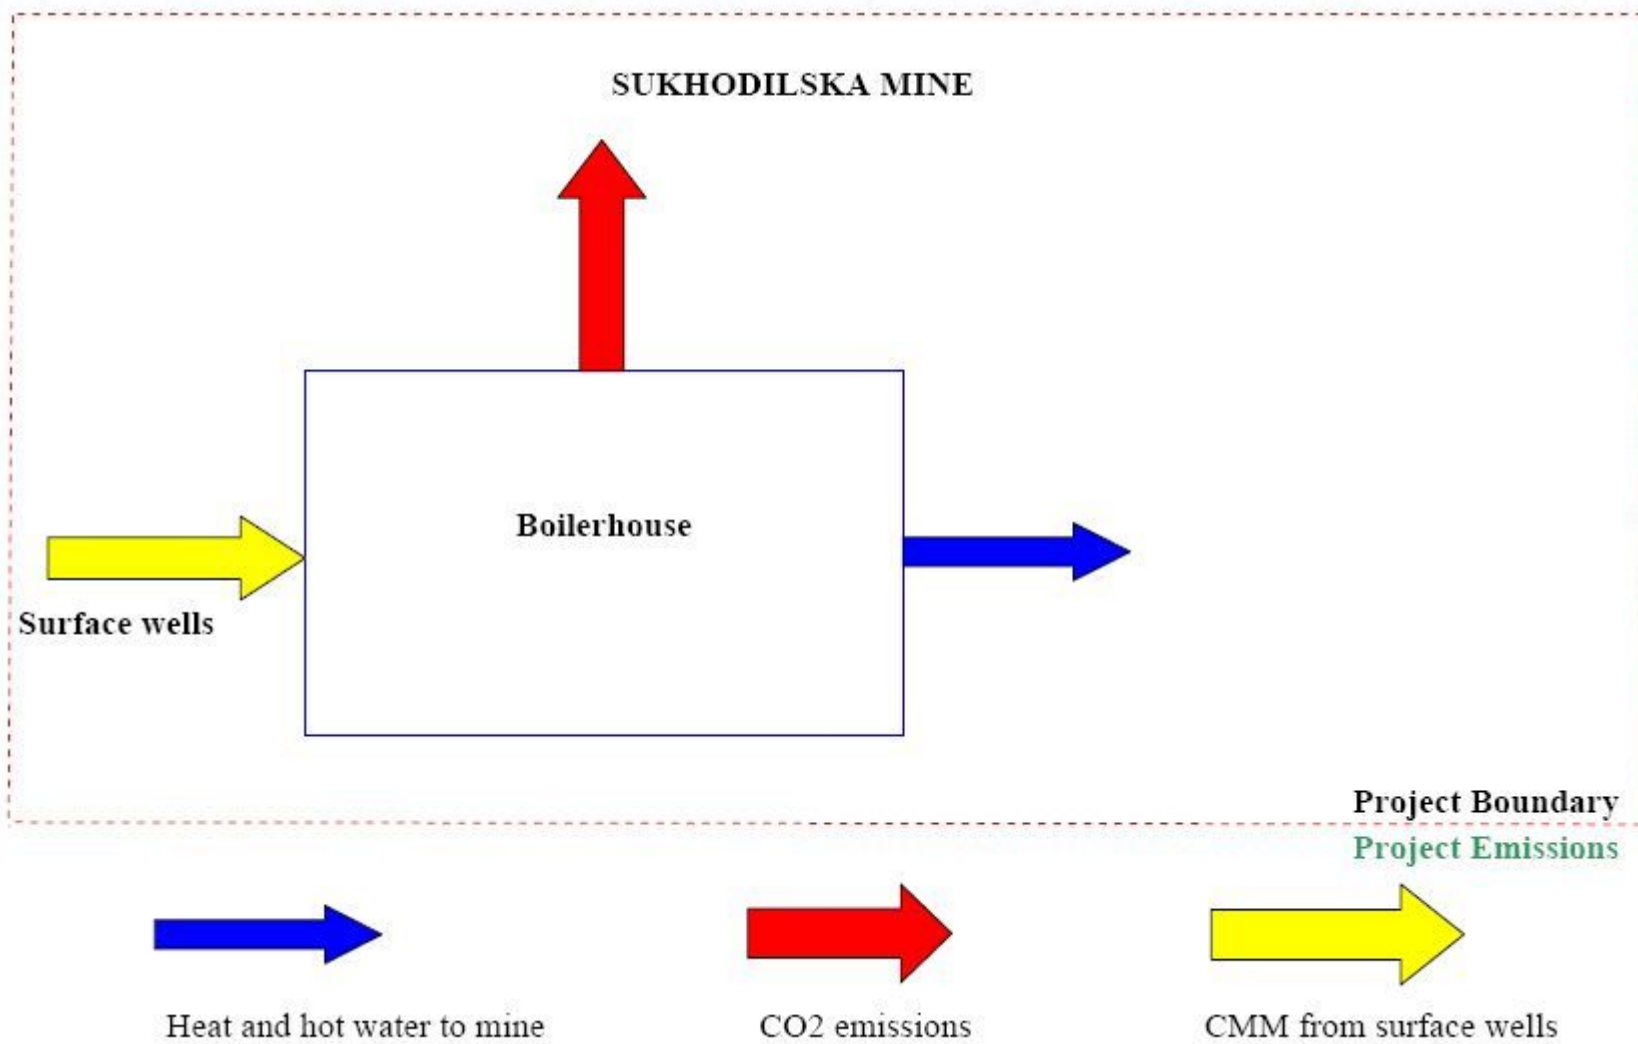 SUKHODILSKA MINE
Boilerhouse
Surface wells
Project Boundary
Project Emissions
Heat and hot water to mine
CO2 emissions
CMM from surface wells